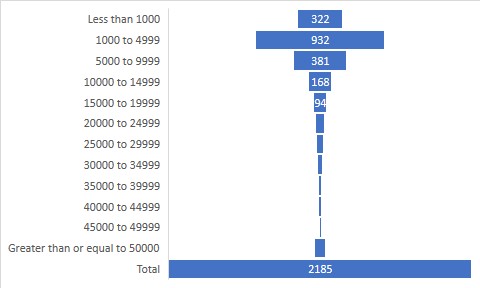 Less than 1000 322
1000 to 4999 932
5000 to 9999 381
10000 to 14999 168
15000 to 19999 94
20000 to 24999
25000 to 29999
30000 to 34999
35000 to 39999
40000 to 44999
45000 to 49999
Greater than or equal to 50000
Total 2185